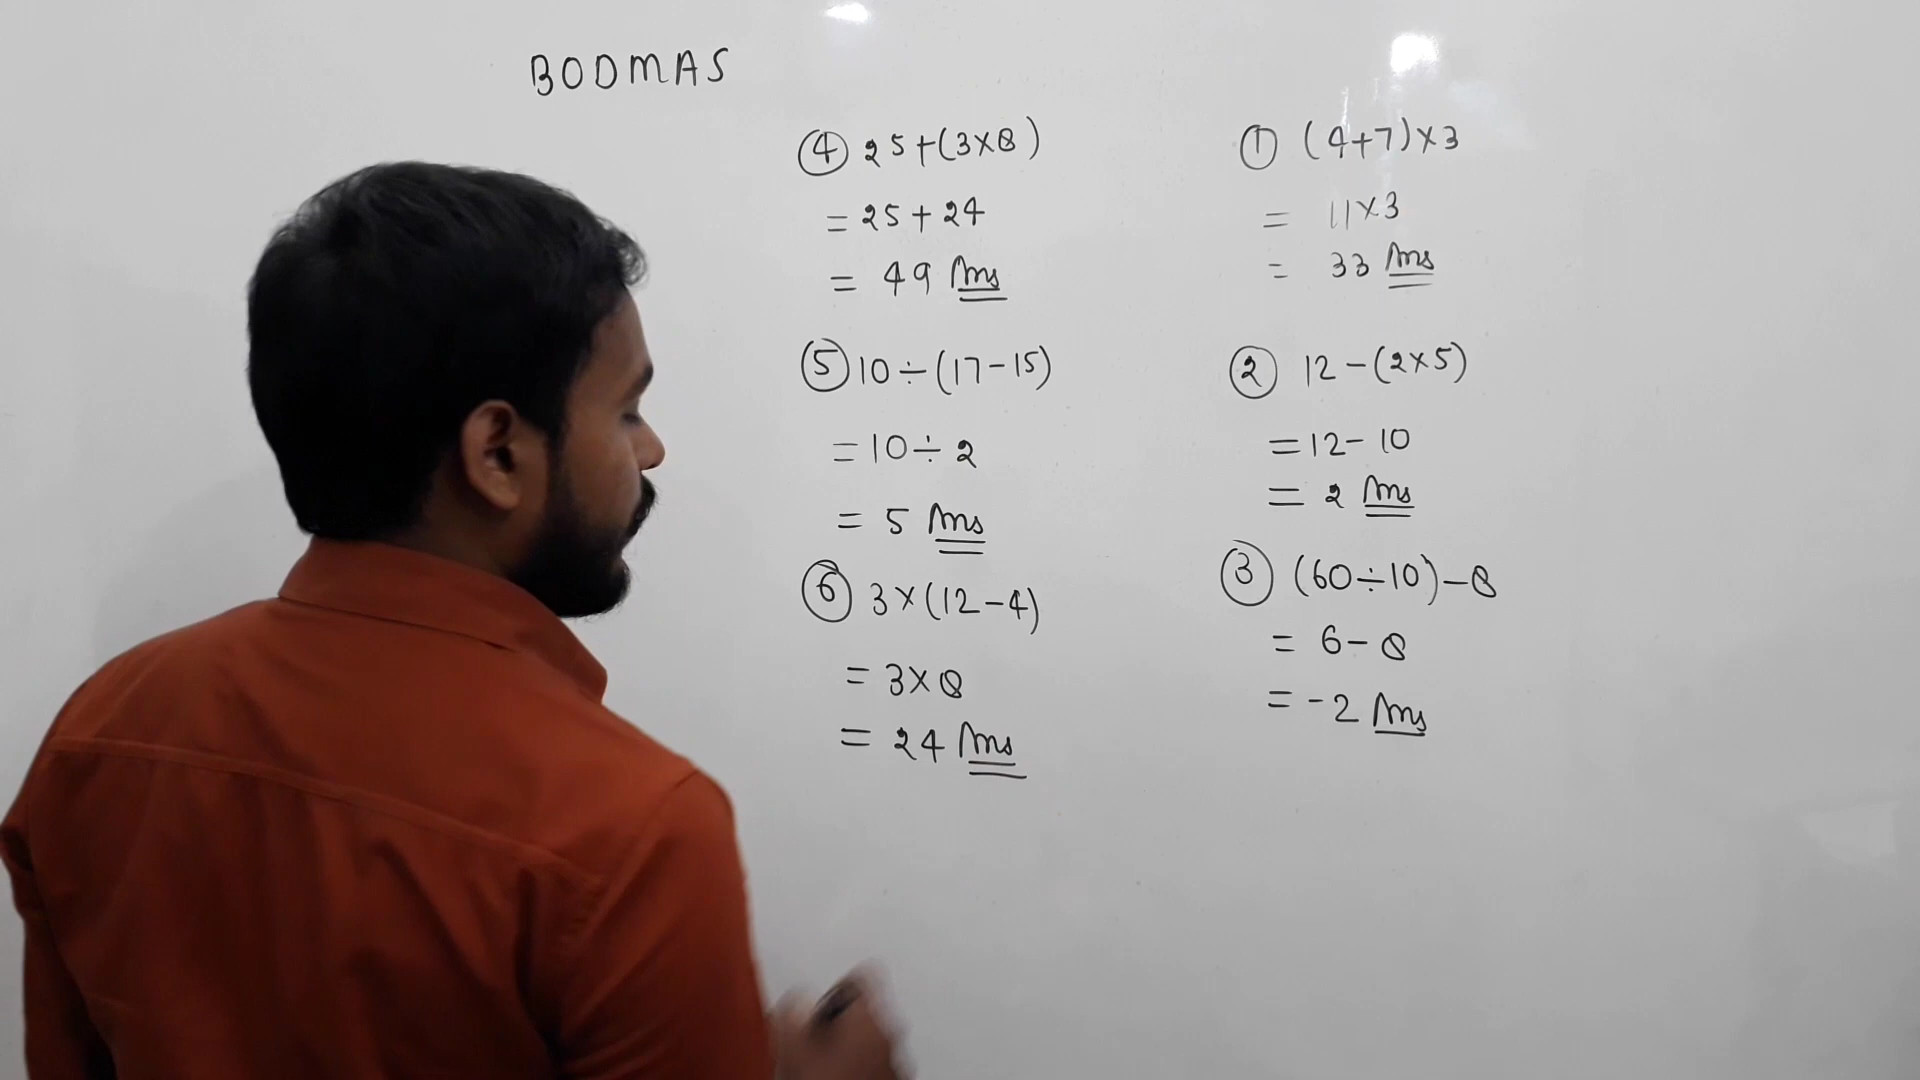 BODMAS
④ 25+(3×8)
= 25 + 24
= 49 Ans
⑤ 10÷(17-15)
= 10÷2
= 5 Ans
⑥ 3×(12-4)
= 3×8
= 24 Ans
① (4+7)×3
= 11×3
= 33 Ans
② 12-(2×5)
= 12-10
= 2 Ans
③ (60÷10)-8
= 6-8
= -2 Ans